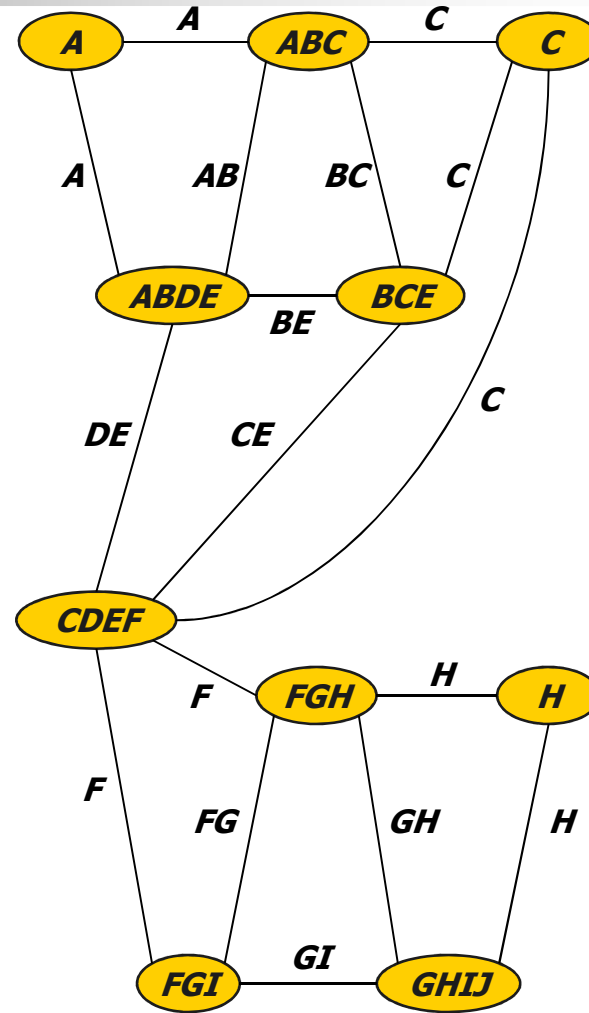 A
A ABC C C
A AB BC C
ABDE BCE
BE
C
DE CE
CDEF
H
F FGH H
F
FG GH H
GI
FGI GHIJ